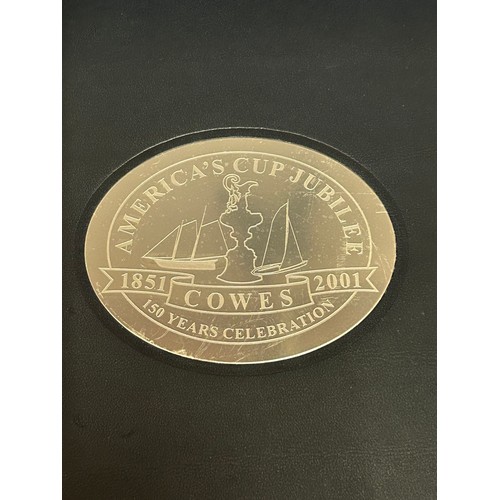 AMERICA'S CUP JUBILEE
1851 COWES 2001
150 YEARS CELEBRATION